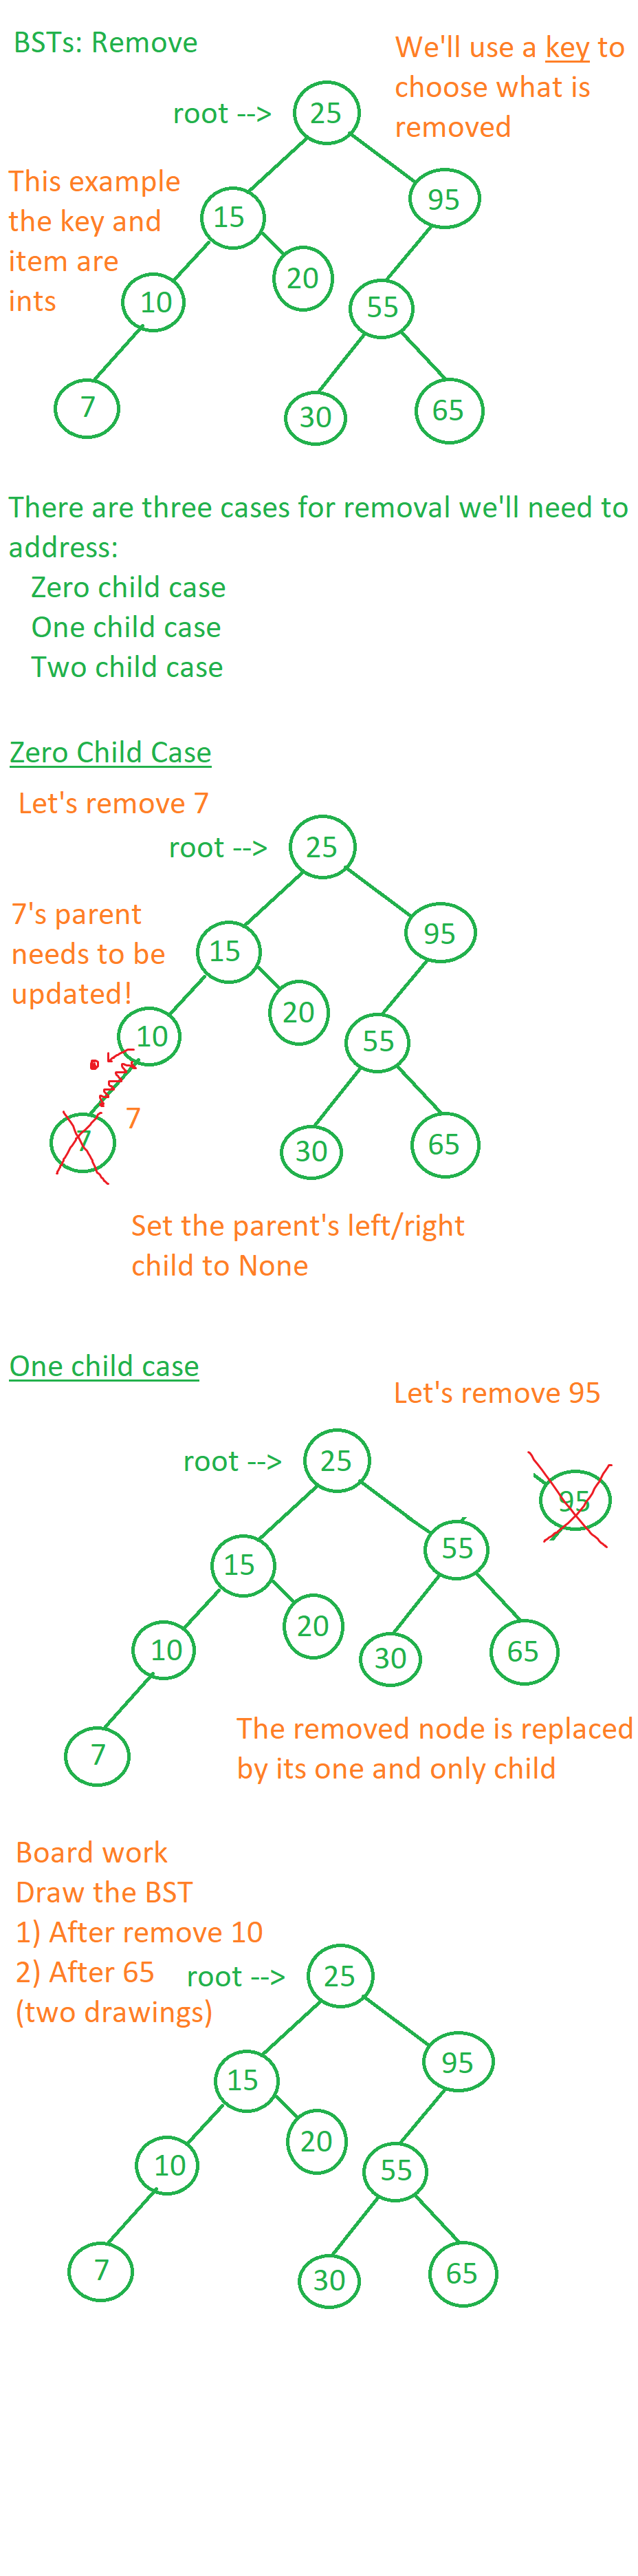 BSTs: Remove
We'll use a key to
choose what is
removed
root -->
25
This example
the key and
item are
ints
15
95
20
10
55
7
30
65
There are three cases for removal we'll need to
address:
Zero child case
One child case
Two child case
Zero Child Case
Let's remove 7
root -->
25
7's parent
needs to be
updated!
15
95
20
10
55
7
7
30
65
Set the parent's left/right
child to None
One child case
Let's remove 95
root -->
25
95
15
55
20
10
30
65
7
The removed node is replaced
by its one and only child
Board work
Draw the BST
1) After remove 10
2) After 65
(two drawings)
root -->
25
15
95
20
10
55
7
30
65